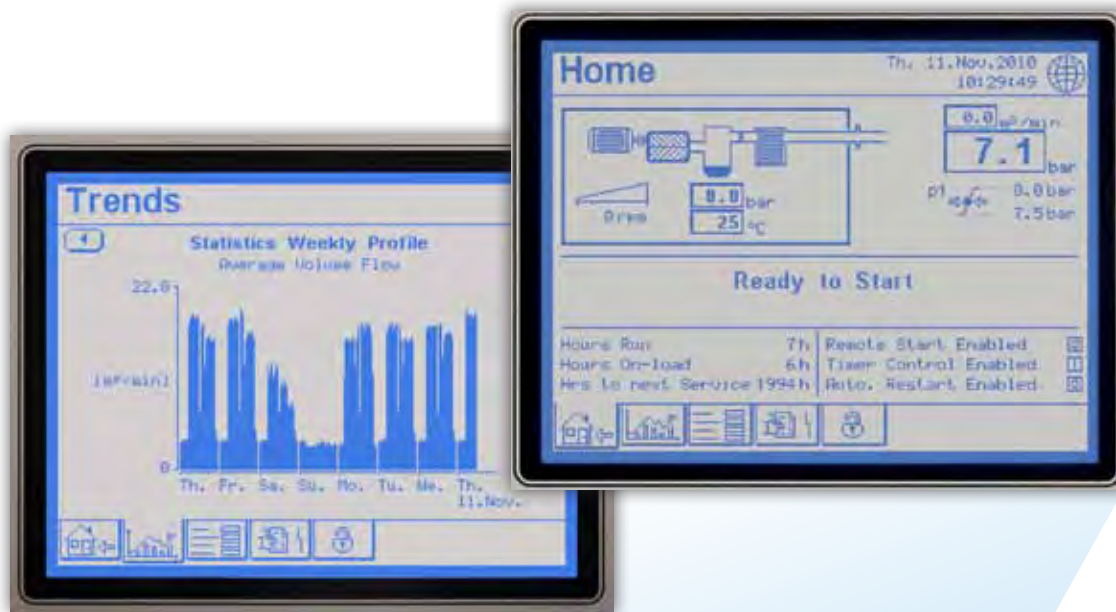 Trends
Statistics Weekly Profile
Average Volume Flow
22.0
[m³/min]
0
Th. Fr. Sa. Su. Mo. Tu. We. Th.
11.Nov.
Home
Th. 11.Nov.2010
10:29:49
0.0 m³/min
7.1 bar
p1 0.0 bar
7.5 bar
0 rpm
0.0 bar
25 °C
Ready to Start
Hours Run 7h
Hours On-load 6h
Hrs to next Service 1994h
Remote Start Enabled
Timer Control Enabled
Auto. Restart Enabled